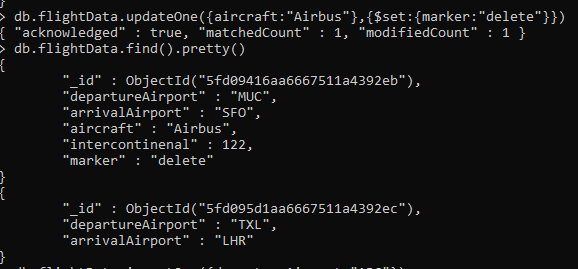 > db.flightData.updateOne({aircraft:"Airbus"},{$set:{marker:"delete"}})
{ "acknowledged" : true, "matchedCount" : 1, "modifiedCount" : 1 }
> db.flightData.find().pretty()
{
"_id" : ObjectId("5fd09416aa6667511a4392eb"),
"departureAirport" : "MUC",
"arrivalAirport" : "SFO",
"aircraft" : "Airbus",
"intercontinenal" : 122,
"marker" : "delete"
}
{
"_id" : ObjectId("5fd095d1aa6667511a4392ec"),
"departureAirport" : "TXL",
"arrivalAirport" : "LHR"
}